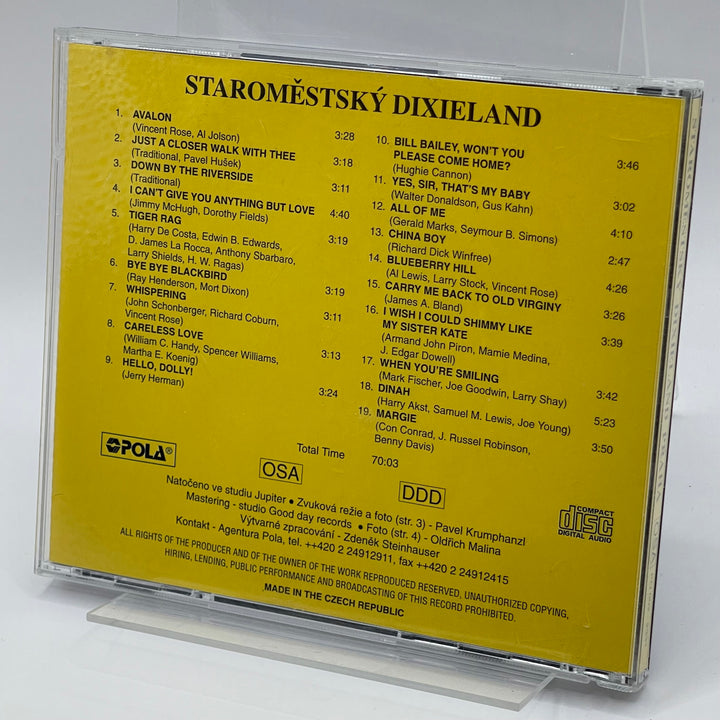 STAROMĚSTSKÝ DIXIELAND
1. AVALON
(Vincent Rose, Al Jolson) 3:28
2. JUST A CLOSER WALK WITH THEE
(Traditional, Pavel Hušek) 3:18
3. DOWN BY THE RIVERSIDE
(Traditional) 3:11
4. I CAN'T GIVE YOU ANYTHING BUT LOVE
(Jimmy McHugh, Dorothy Fields) 4:40
5. TIGER RAG
(Harry De Costa, Edwin B. Edwards, 3:19
D. James La Rocca, Anthony Sbarbaro,
Larry Shields, H. W. Ragas)
6. BYE BYE BLACKBIRD
(Ray Henderson, Mort Dixon) 3:19
7. WHISPERING
(John Schonberger, Richard Coburn, 3:11
Vincent Rose)
8. CARELESS LOVE
(William C. Handy, Spencer Williams, 3:13
Martha E. Koenig)
9. HELLO, DOLLY!
(Jerry Herman) 3:24
10. BILL BAILEY, WON'T YOU
PLEASE COME HOME? 3:46
(Hughie Cannon)
11. YES, SIR, THAT'S MY BABY
(Walter Donaldson, Gus Kahn) 3:02
12. ALL OF ME
(Gerald Marks, Seymour B. Simons) 4:10
13. CHINA BOY
(Richard Dick Winfree) 2:47
14. BLUEBERRY HILL
(Al Lewis, Larry Stock, Vincent Rose) 4:26
15. CARRY ME BACK TO OLD VIRGINY
(James A. Bland) 3:26
16. I WISH I COULD SHIMMY LIKE
MY SISTER KATE 3:39
(Armand John Piron, Mamie Medina,
J. Edgar Dowell)
17. WHEN YOU'RE SMILING
(Mark Fischer, Joe Goodwin, Larry Shay) 3:42
18. DINAH
(Harry Akst, Samuel M. Lewis, Joe Young) 5:23
19. MARGIE
(Con Conrad, J. Russel Robinson, 3:50
Benny Davis)
Total Time 70:03
POLA®
OSA
DDD
COMPACT
disc
DIGITAL AUDIO
Natočeno ve studiu Jupiter ● Zvuková režie a foto (str. 3) - Pavel Krumphanzl
Mastering - studio Good day records ● Foto (str. 4) - Oldřich Malina
Výtvarné zpracování - Zdeněk Steinhauser
Kontakt - Agentura Pola, tel. ++420 2 24912911, fax ++420 2 24912415
ALL RIGHTS OF THE PRODUCER AND OF THE OWNER OF THE WORK REPRODUCED RESERVED. UNAUTHORIZED COPYING,
HIRING, LENDING, PUBLIC PERFORMANCE AND BROADCASTING OF THIS RECORD PROHIBITED.
MADE IN THE CZECH REPUBLIC